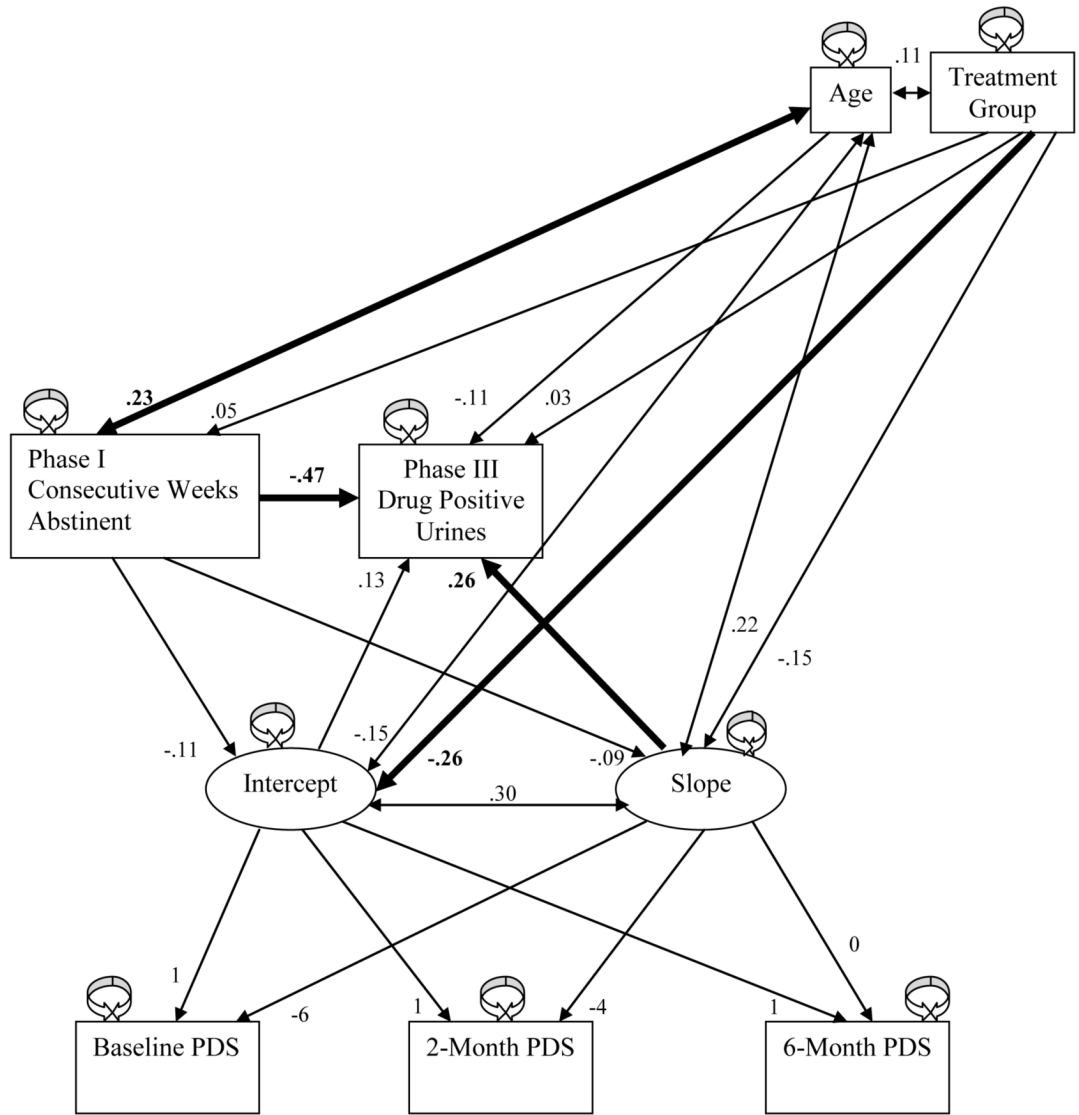 .11
Age
Treatment
Group
.23
.05
-.11
.03
Phase I
Consecutive Weeks
Abstinent
-.47
Phase III
Drug Positive
Urines
.13
.26
.22
-.15
-.11
-.15
-.26
-.09
Intercept
.30
Slope
0
1
-6
1
-4
1
Baseline PDS
2-Month PDS
6-Month PDS